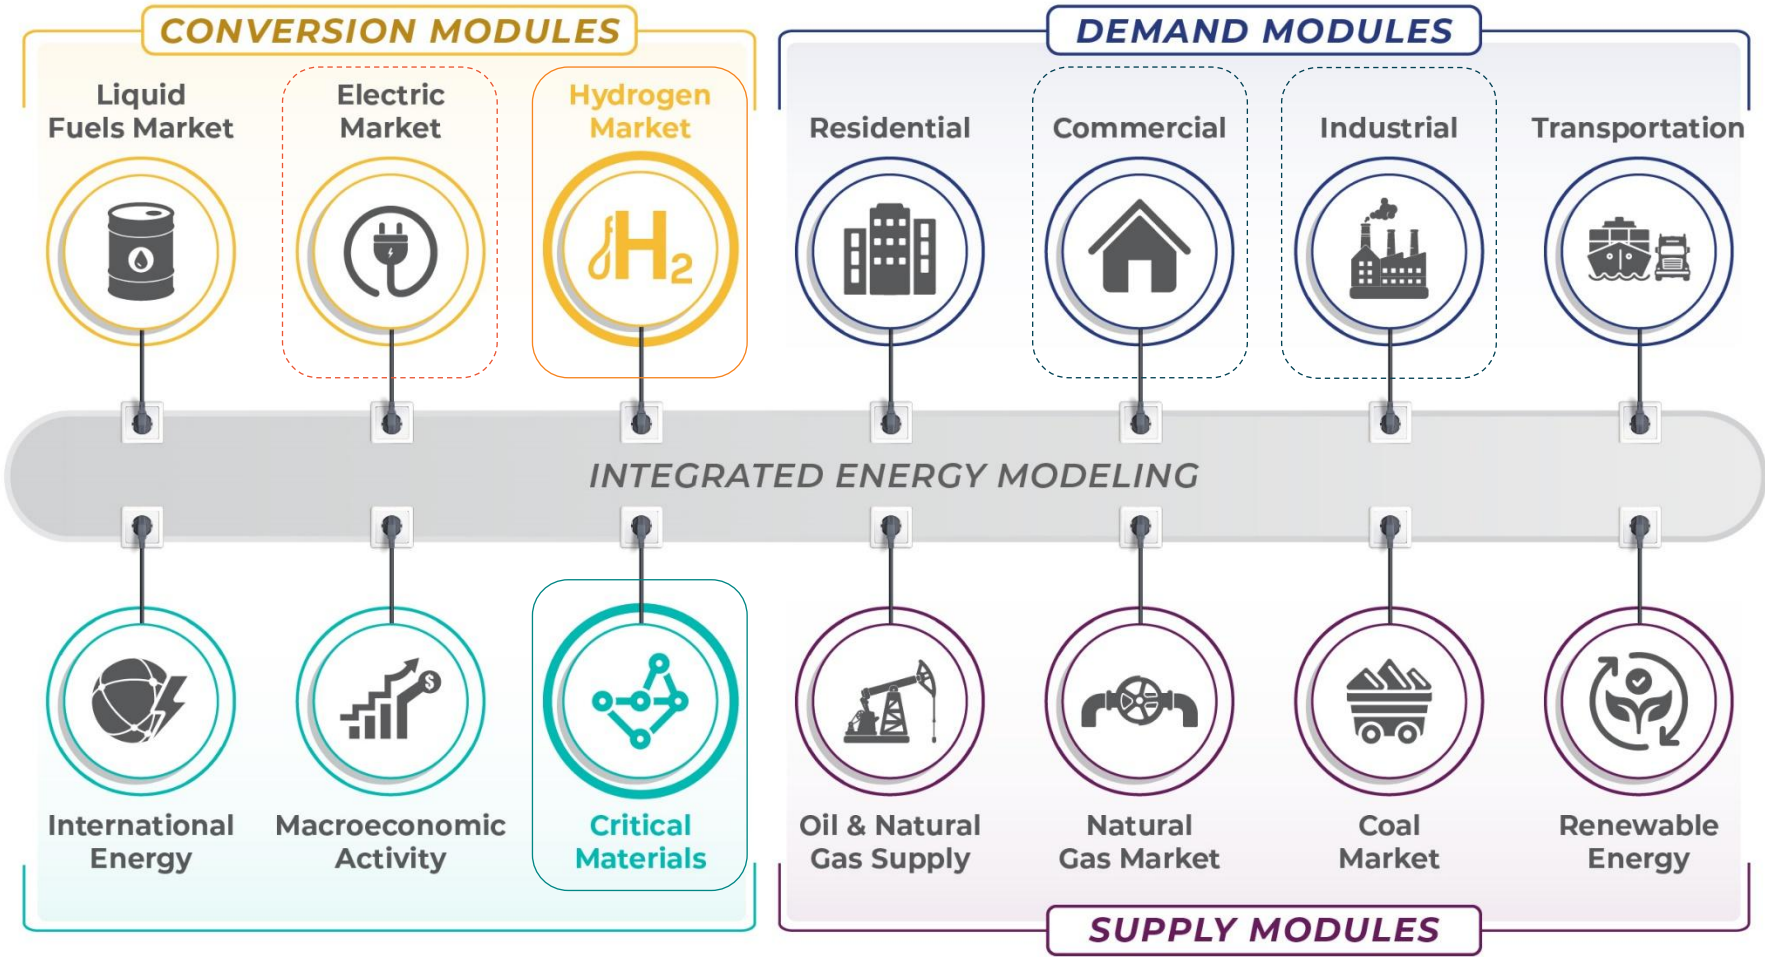 CONVERSION MODULES
DEMAND MODULES
Liquid
Fuels Market
Electric
Market
Hydrogen
Market
Residential
Commercial
Industrial
Transportation
H2
INTEGRATED ENERGY MODELING
$
International
Energy
Macroeconomic
Activity
Critical
Materials
Oil & Natural
Gas Supply
Natural
Gas Market
Coal
Market
Renewable
Energy
SUPPLY MODULES